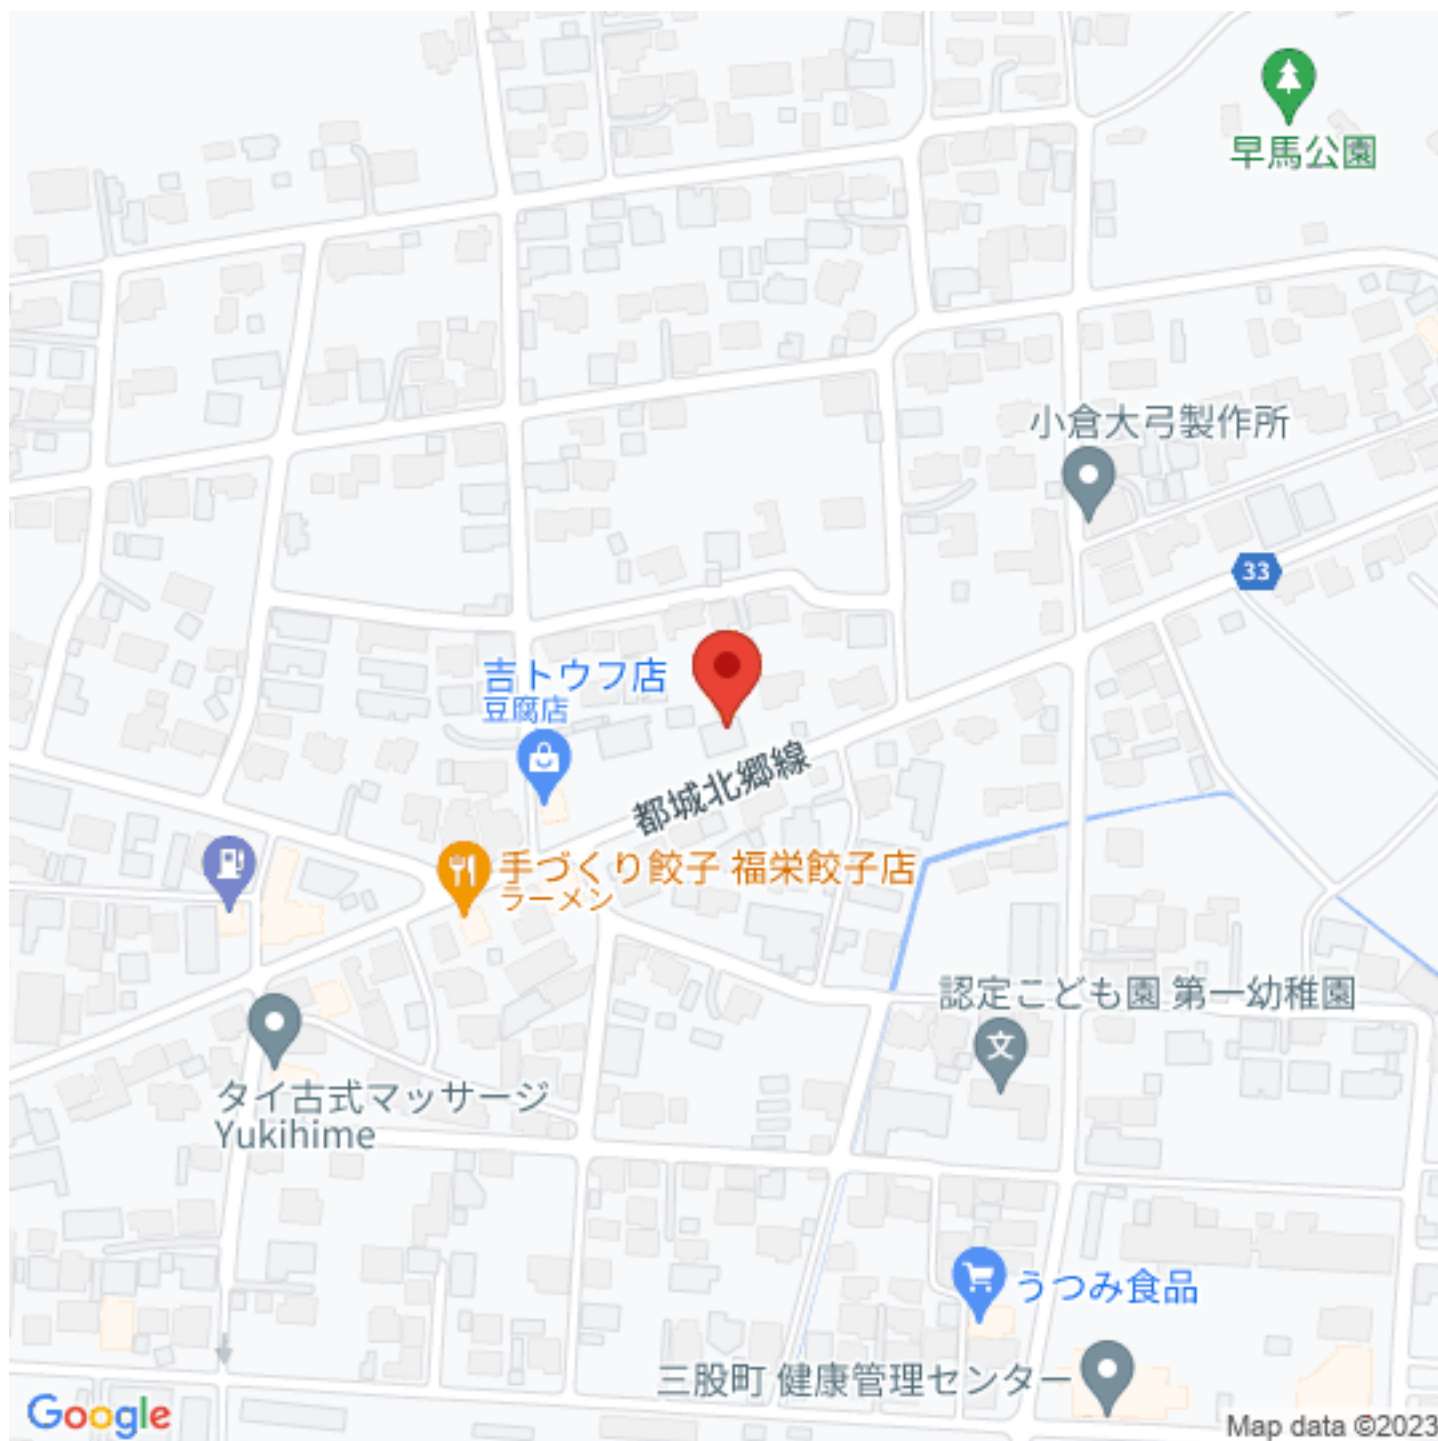 早馬公園
小倉大弓製作所
33
吉トウフ店
豆腐店
都城北郷線
手づくり餃子 福栄餃子店
ラーメン
認定こども園 第一幼稚園
文
タイ古式マッサージ
Yukihime
うつみ食品
三股町 健康管理センター
Google
Map data ©2023